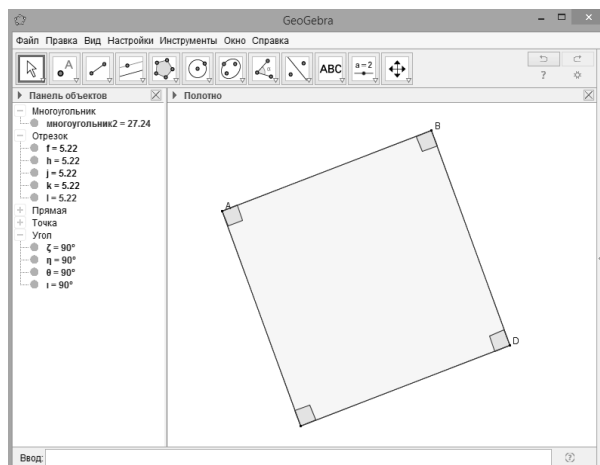 GeoGebra
Файл Правка Вид Настройки Инструменты Окно Справка
A
α
ABC
a = 2
?
Панель объектов
Полотно
Многоугольник
многоугольник2 = 27.24
Отрезок
f = 5.22
h = 5.22
j = 5.22
k = 5.22
l = 5.22
Прямая
Точка
Угол
ζ = 90°
η = 90°
θ = 90°
ι = 90°
B
A
D
Ввод:
?